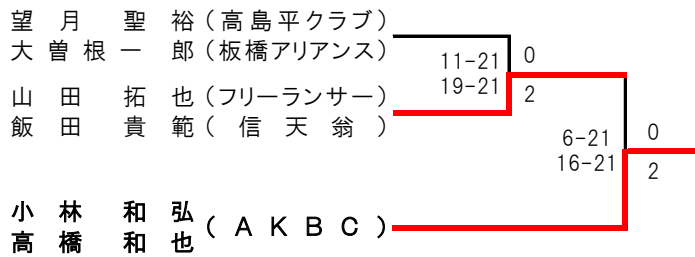 望月聖裕（高島平クラブ）
大曽根一郎（板橋アリアンス）
11-21 0
19-21 2
山田拓也（フリーランサー）
飯田貴範（信天翁）
6-21 0
16-21 2
小林和弘
高橋和也
（AKBC）